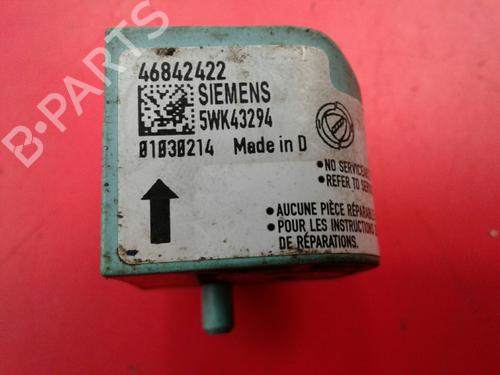 46842422
SIEMENS
5WK43294
01030214 Made in D
• NO SERVICEA
• REFER TO SER
• AUCUNE PIÈCE RÉPARABLE
• POUR LES INSTRUCTIONS
DE RÉPARATIONS.
B-PARTS